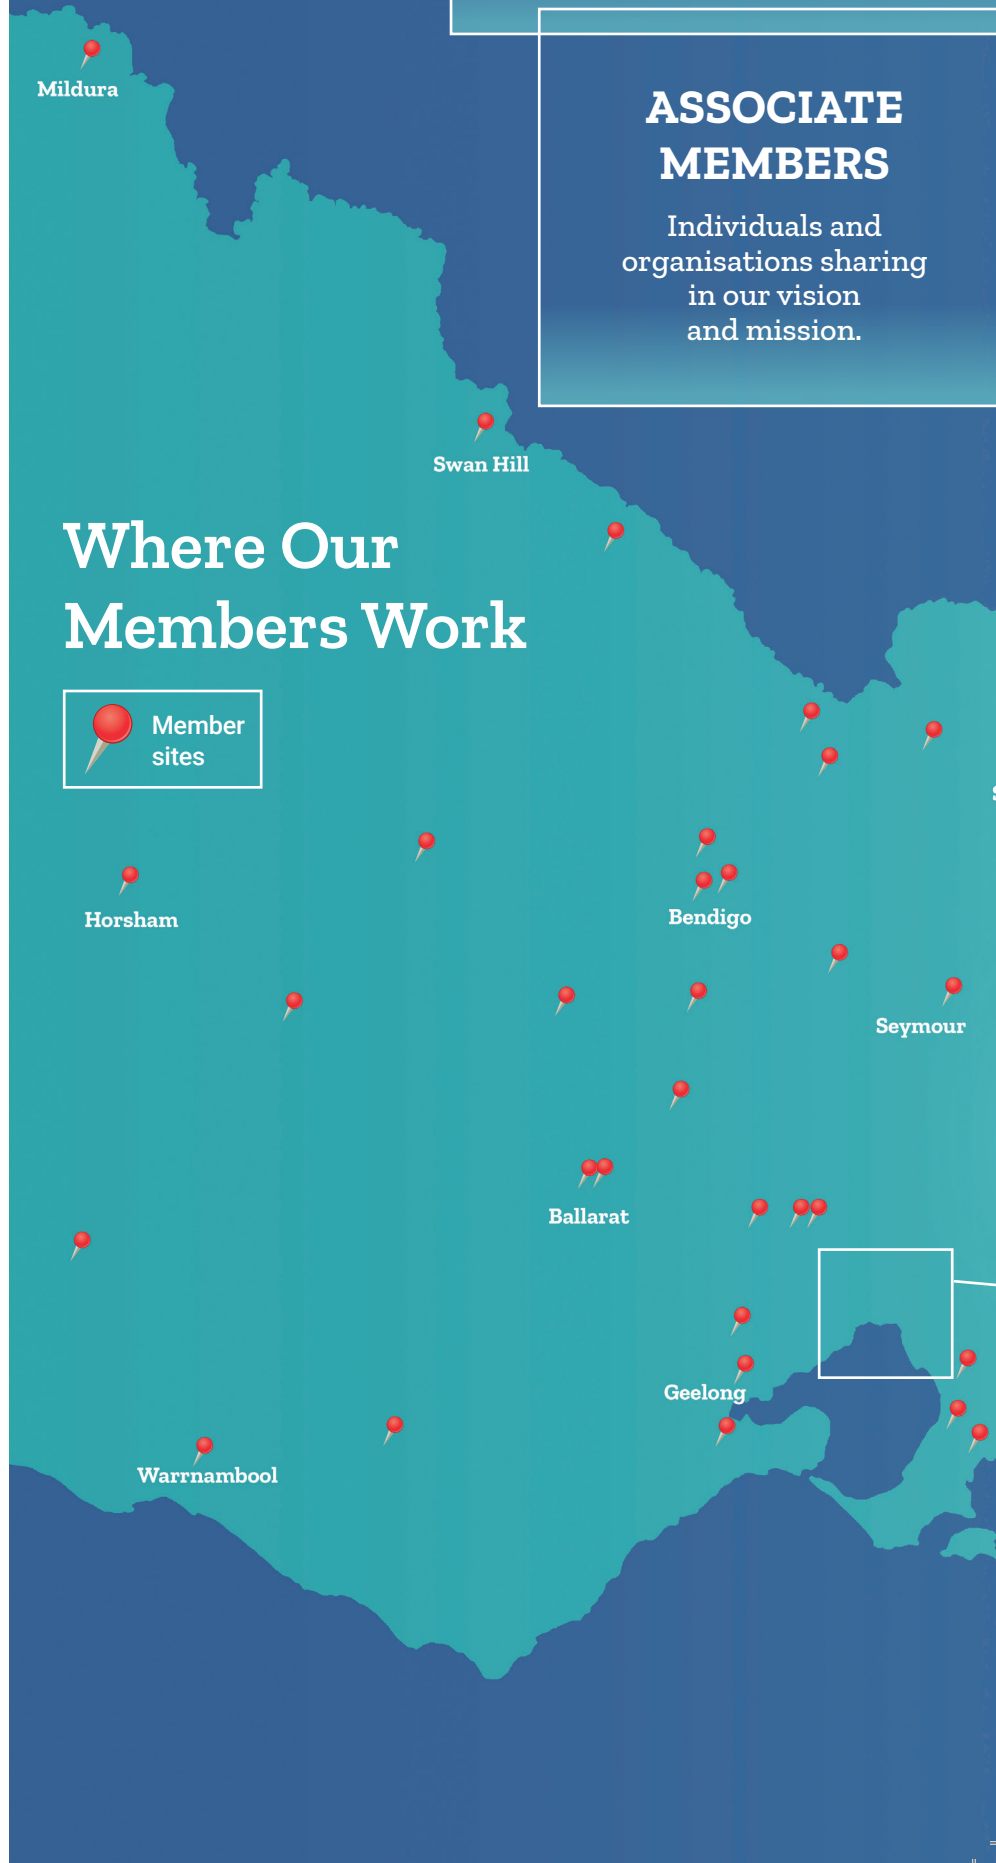 Mildura
ASSOCIATE
MEMBERS
Individuals and
organisations sharing
in our vision
and mission.
Swan Hill
Where Our
Members Work
Member
sites
Horsham
Bendigo
Seymour
Ballarat
Geelong
Warrnambool